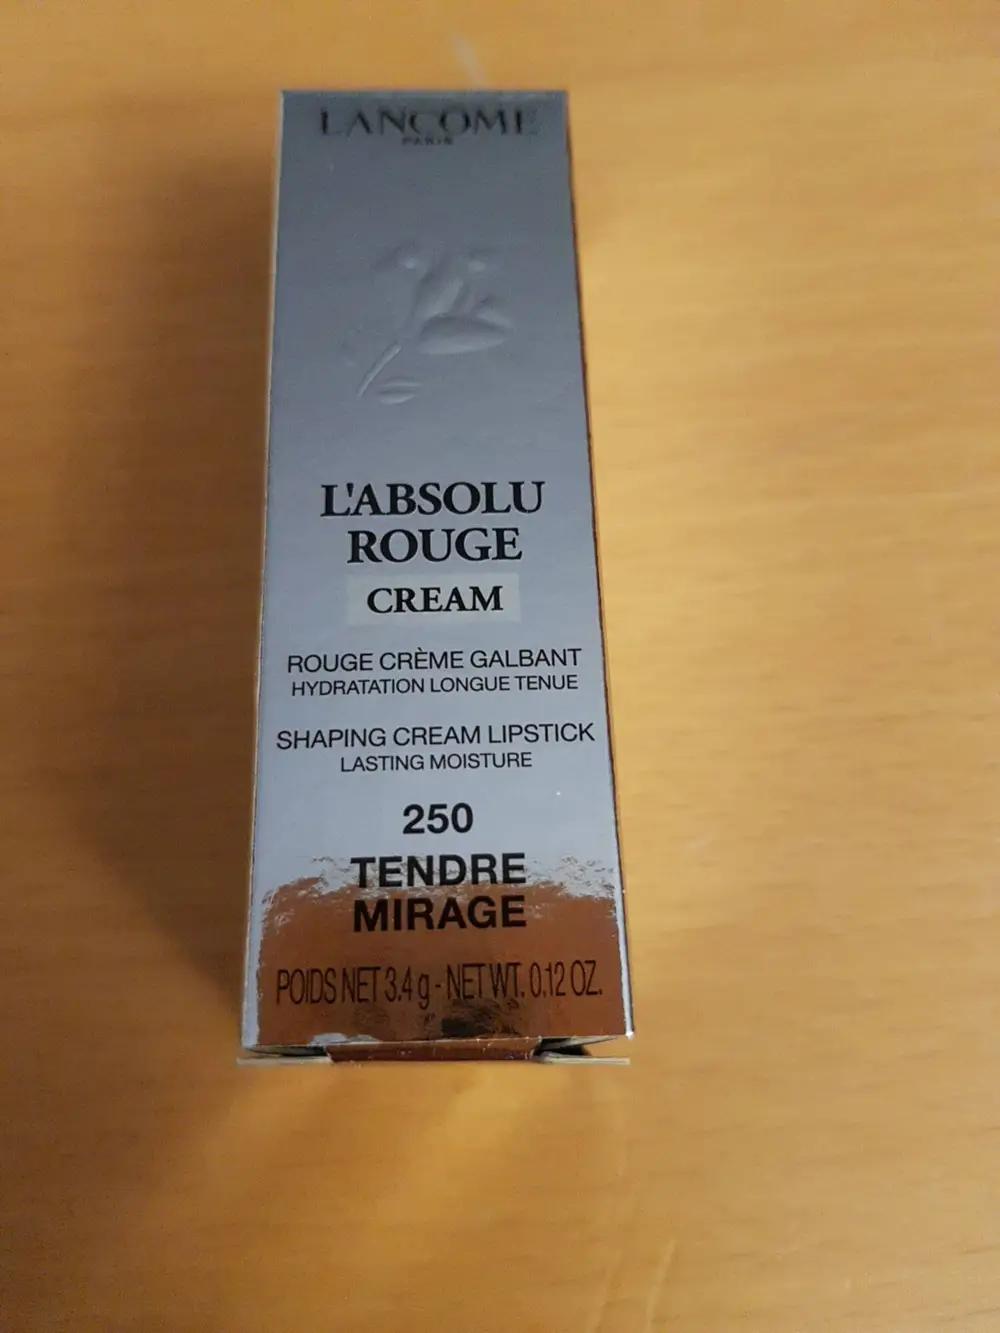 LANCÔME
PARIS
L'ABSOLU
ROUGE
CREAM
ROUGE CRÈME GALBANT
HYDRATATION LONGUE TENUE
SHAPING CREAM LIPSTICK
LASTING MOISTURE
250
TENDRE
MIRAGE
POIDS NET 3.4 g - NET WT. 0.12 OZ.